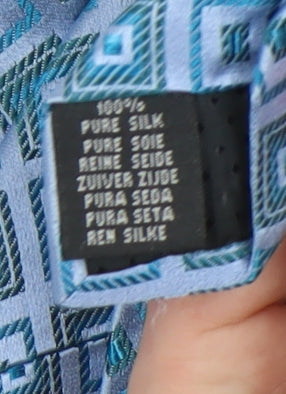 100%
PURE SILK
PURE SOIE
REINE SEIDE
ZUIVER ZIJDE
PURA SEDA
PURA SETA
REN SILKE